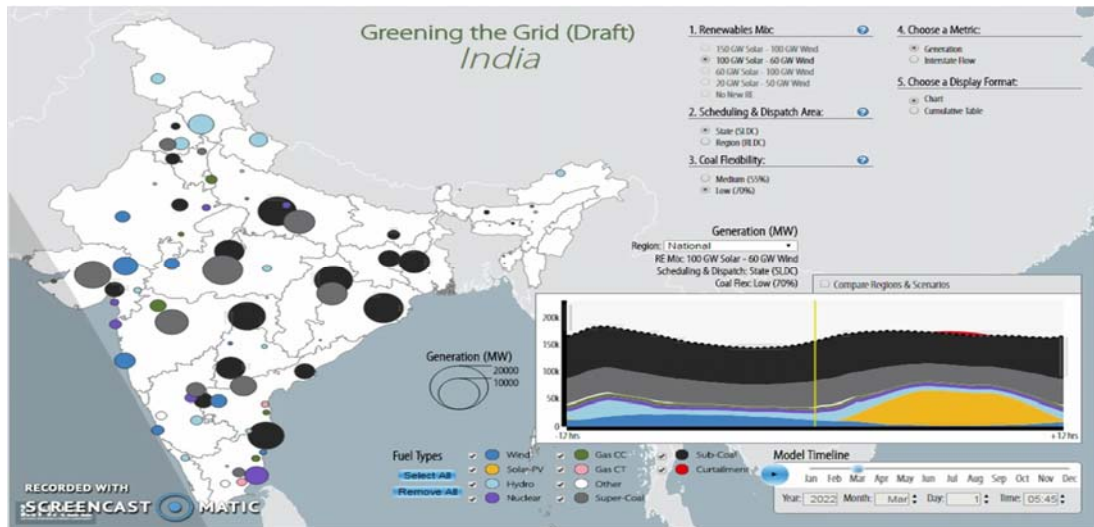 Greening the Grid (Draft)
India
1. Renewables Mix:
150 GW Solar - 100 GW Wind
100 GW Solar - 60 GW Wind
60 GW Solar - 100 GW Wind
20 GW Solar - 50 GW Wind
No New RE
2. Scheduling & Dispatch Area:
State (SLDC)
Region (RLDC)
3. Coal Flexibility:
Medium (55%)
Low (70%)
4. Choose a Metric:
Generation
Interstate Flow
5. Choose a Display Format:
Chart
Cumulative Table
Generation (MW)
Region: National
RE Mix: 100 GW Solar - 60 GW Wind
Scheduling & Dispatch: State (SLDC)
Coal Flex: Low (70%)
Compare Regions & Scenarios
200k
150k
100k
50k
0
-12 hrs
+12 hrs
Generation (MW)
20000
10000
Fuel Types
Select All
Remove All
Wind
Solar-PV
Hydro
Nuclear
Gas CC
Gas CT
Other
Super-Coal
Sub-Coal
Curtailment
Model Timeline
Jan Feb Mar Apr May Jun Jul Aug Sep Oct Nov Dec
Year: 2022 Month: Mar Day: 1 Time: 05:45
RECORDED WITH
SCREENCAST MATIC